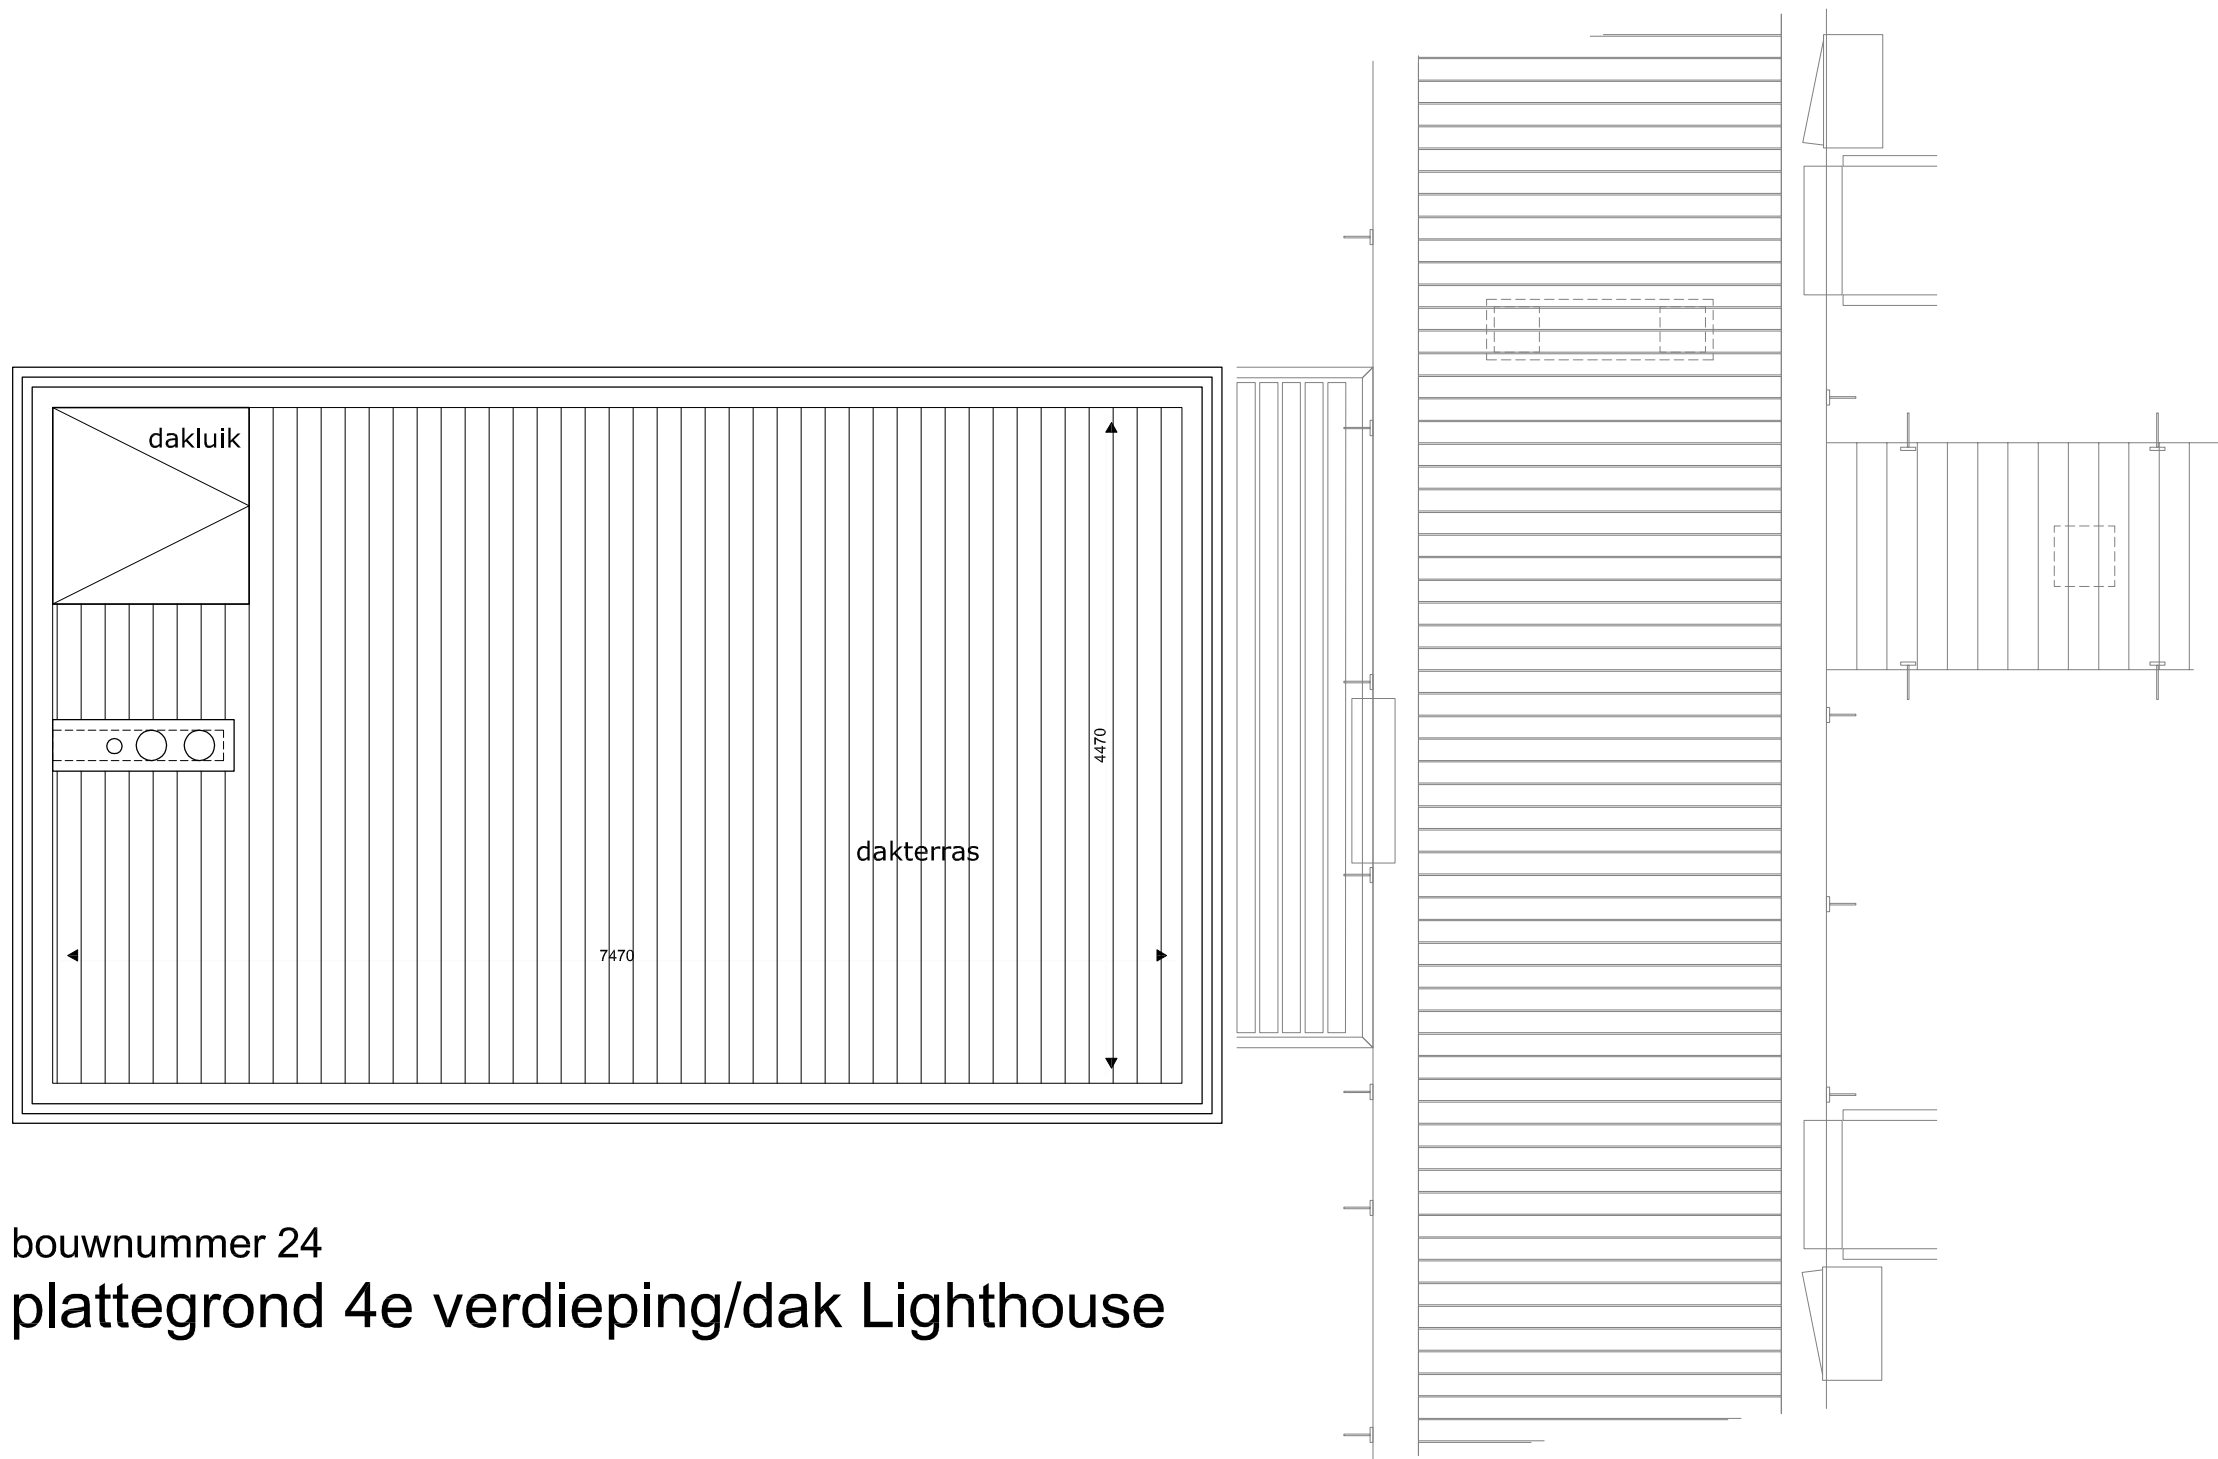 dakluik
4470
dakterras
7470
bouwnummer 24
plattegrond 4e verdieping/dak Lighthouse